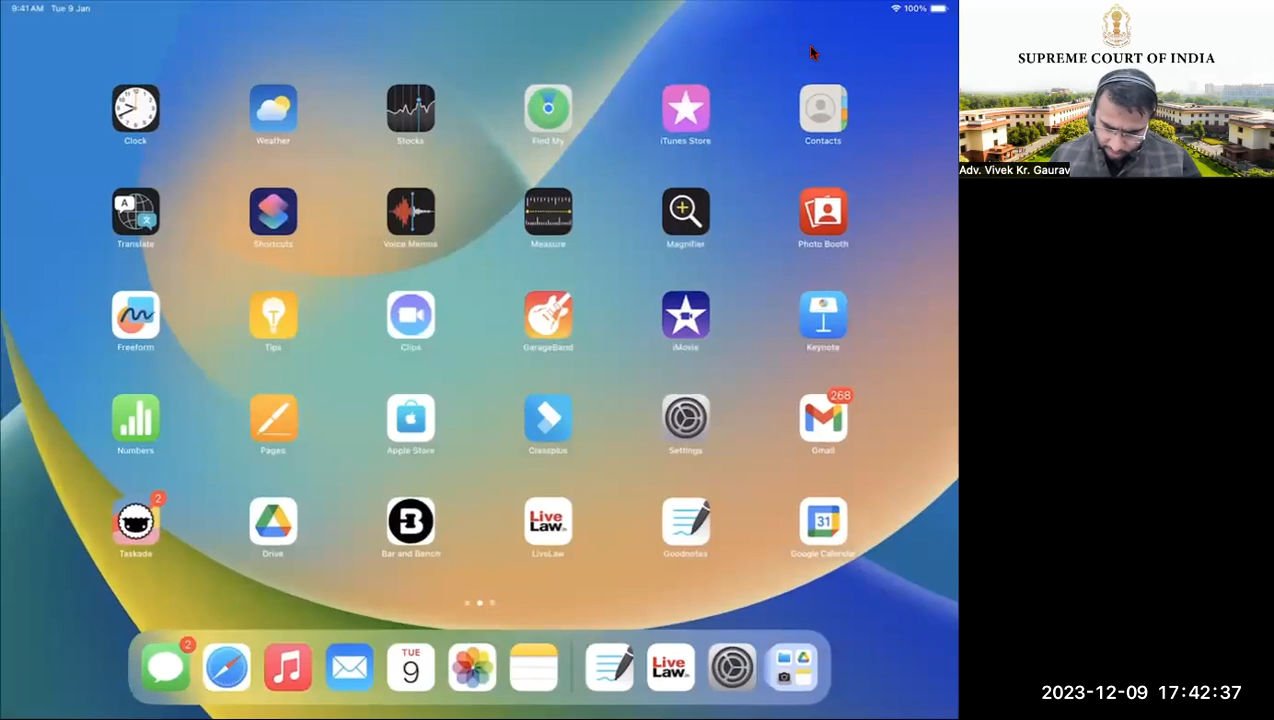 9:41 AM Tue 9 Jan
100%
Clock
Weather
Stocks
Find My
iTunes Store
Contacts
A
文
Translate
Shortcuts
Voice Memos
Measure
Magnifier
Photo Booth
Freeform
Tips
Clips
GarageBand
iMovie
Keynote
268
Numbers
Pages
Apple Store
Classplus
Settings
Gmail
2
B
Live
Law.in
31
Taskade
Drive
Bar and Bench
LiveLaw
Goodnotes
Google Calendar
2
TUE
9
Live
Law.in
SUPREME COURT OF INDIA
Adv. Vivek Kr. Gaurav
2023-12-09 17:42:37